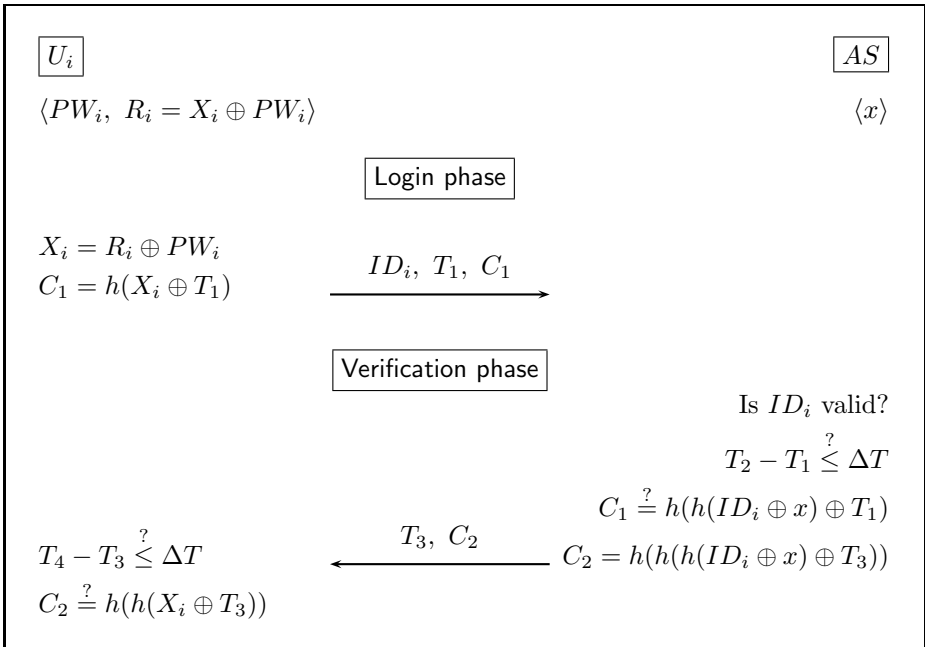 U_i AS
⟨PW_i, R_i = X_i ⊕ PW_i⟩ ⟨x⟩
Login phase
X_i = R_i ⊕ PW_i
C_1 = h(X_i ⊕ T_1)
ID_i, T_1, C_1
Verification phase
Is ID_i valid?
T_2 − T_1 ≤? ΔT
C_1 =? h(h(ID_i ⊕ x) ⊕ T_1)
C_2 = h(h(h(ID_i ⊕ x) ⊕ T_3))
T_3, C_2
T_4 − T_3 ≤? ΔT
C_2 =? h(h(X_i ⊕ T_3))